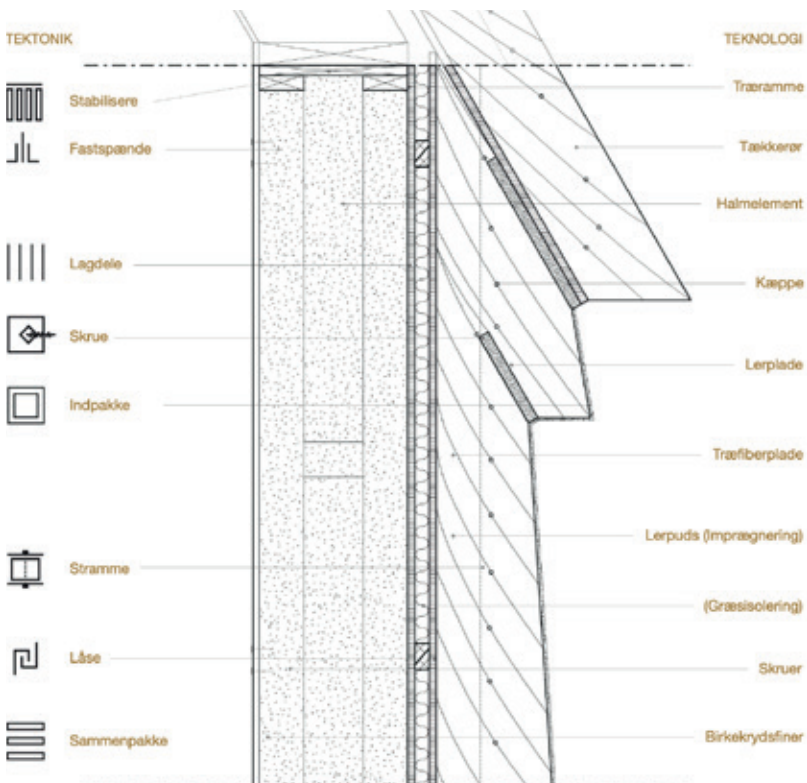 TEKTONIK
Stabilisere
Fastspænde
Lagdele
Skrue
Indpakke
Stramme
Låse
Sammenpakke
TEKNOLOGI
Træramme
Tækkerør
Halmelement
Kæppe
Lerplade
Træfiberplade
Lerpuds (Imprægnering)
(Græsisolering)
Skruer
Birkekrydsfiner